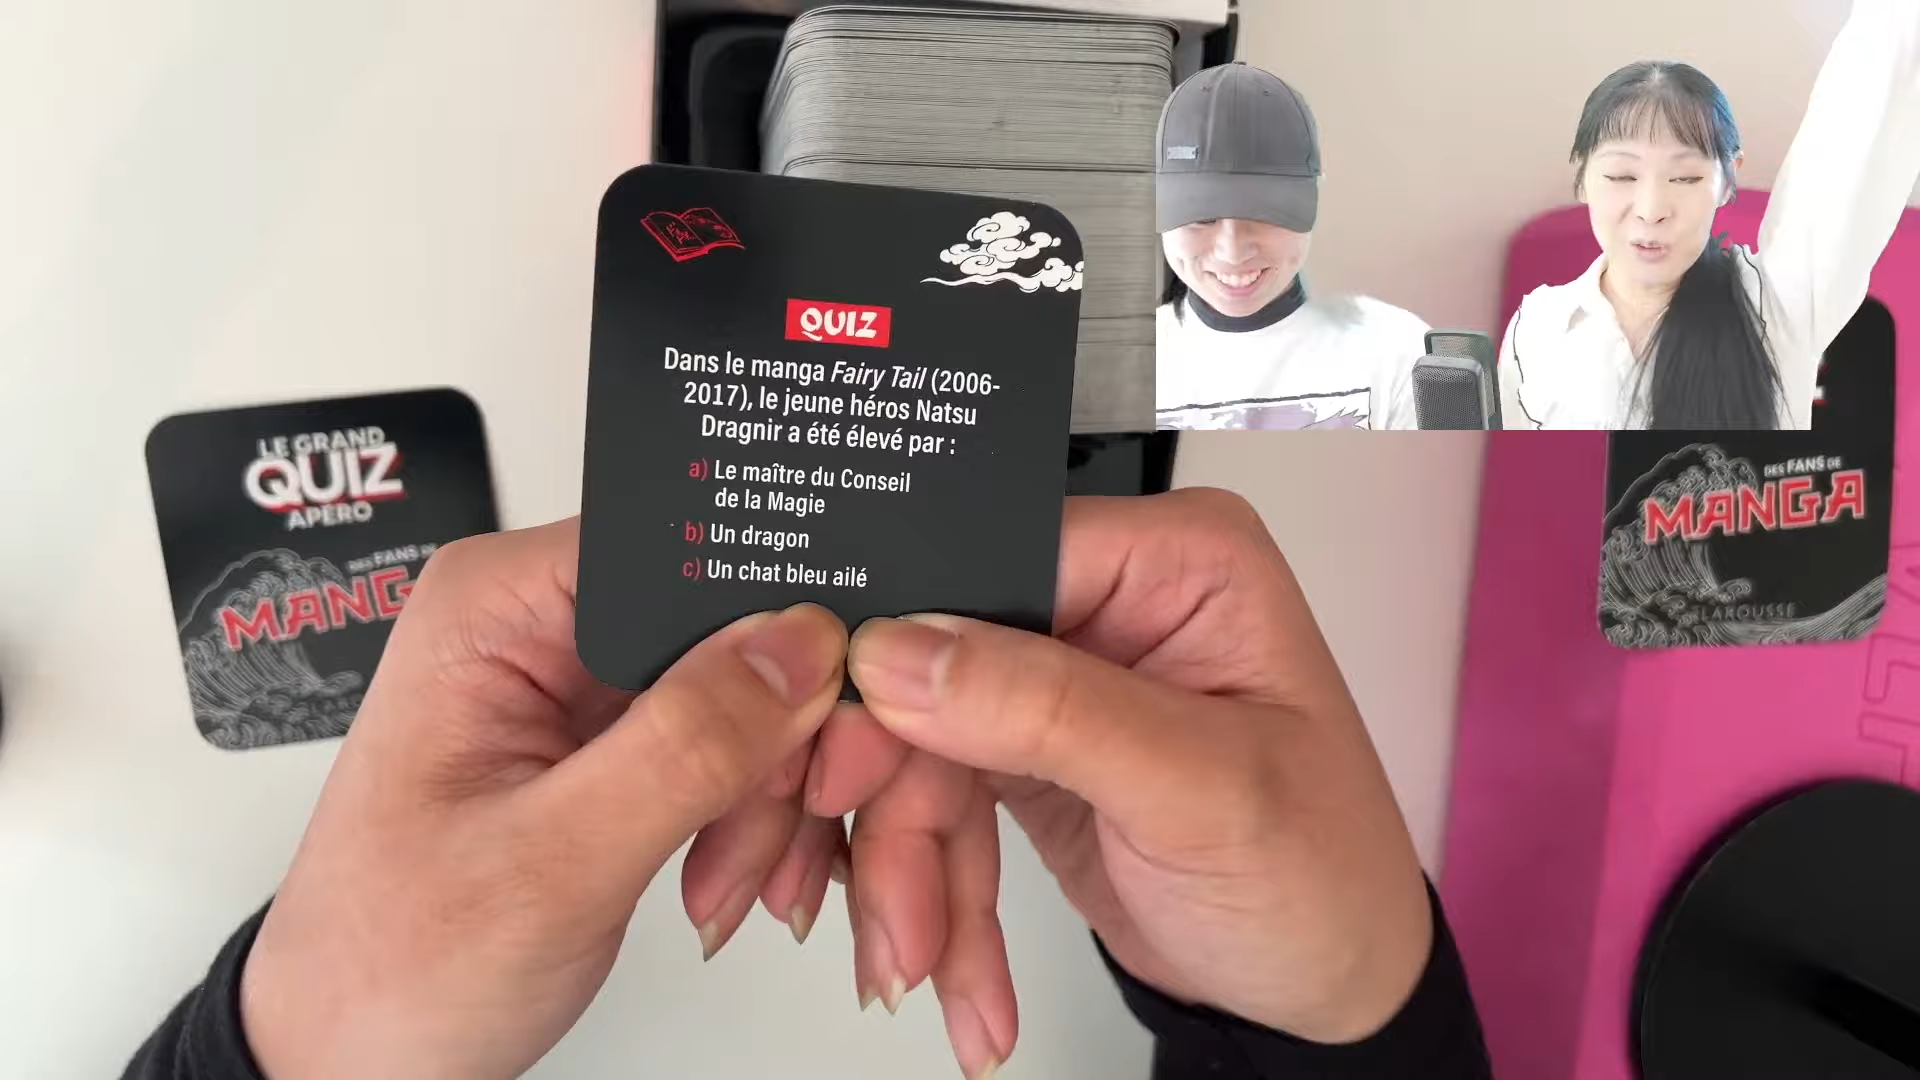 QUIZ
Dans le manga Fairy Tail (2006-
2017), le jeune héros Natsu
Dragnir a été élevé par :
a) Le maître du Conseil
de la Magie
b) Un dragon
c) Un chat bleu ailé
LE GRAND
QUIZ
APÉRO
DES FANS DE
MANG
DES FANS DE
MANGA
LAROUSSE